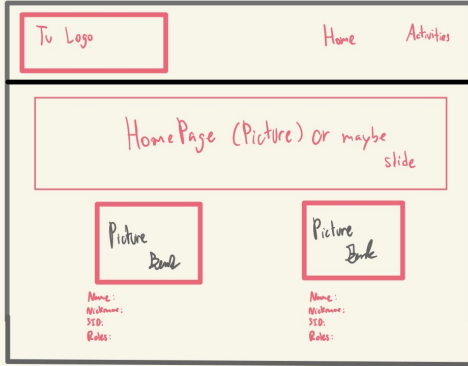 Tu Logo
Home
Activities
HomePage (Picture) or maybe
slide
Picture
Name:
Nickname:
SID:
Roles:
Picture
Name:
Nickname:
SID:
Roles: